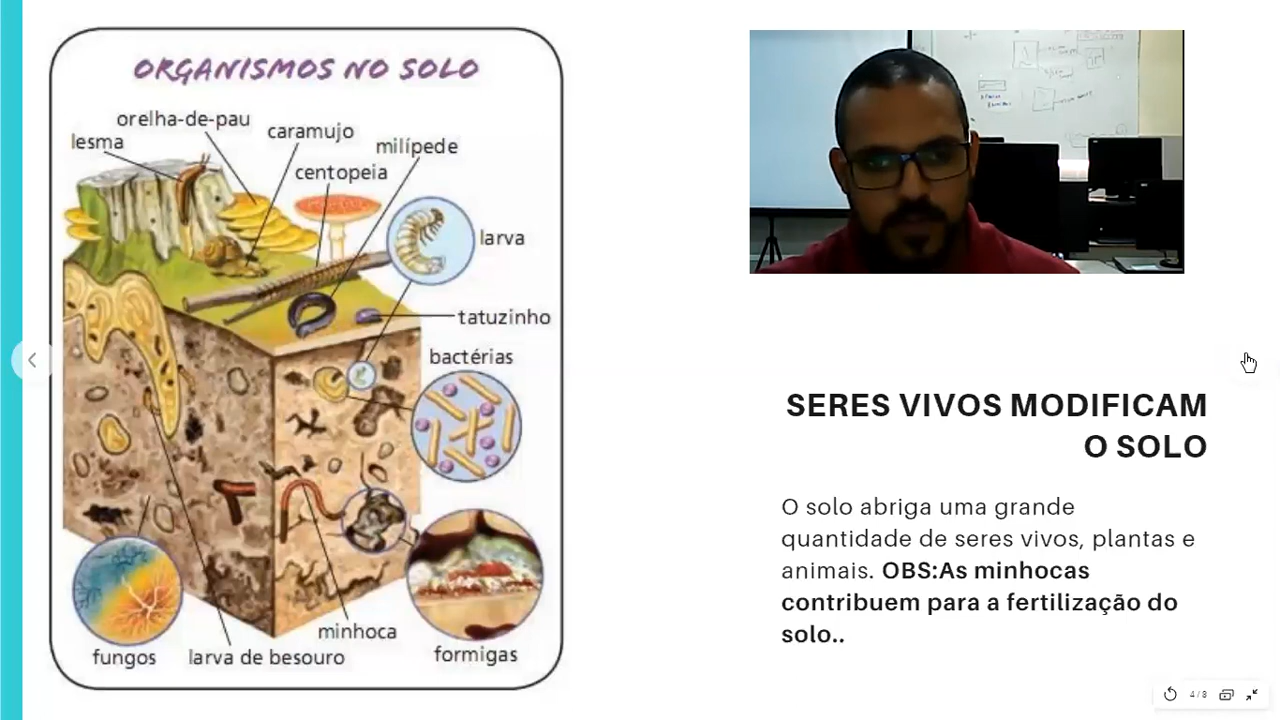 ORGANISMOS NO SOLO
orelha-de-pau
lesma
caramujo
milípede
centopeia
larva
tatuzinho
bactérias
minhoca
fungos
larva de besouro
formigas
SERES VIVOS MODIFICAM
O SOLO
O solo abriga uma grande
quantidade de seres vivos, plantas e
animais. OBS:As minhocas
contribuem para a fertilização do
solo..
4 / 8